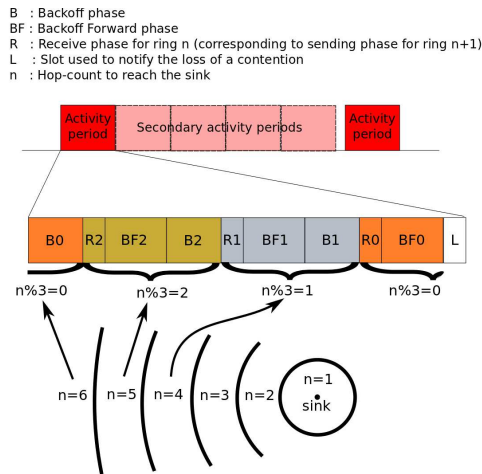 B : Backoff phase
BF : Backoff Forward phase
R : Receive phase for ring n (corresponding to sending phase for ring n+1)
L : Slot used to notify the loss of a contention
n : Hop-count to reach the sink
Activity period
Secondary activity periods
Activity period
B0 R2 BF2 B2 R1 BF1 B1 R0 BF0 L
n%3=0 n%3=2 n%3=1 n%3=0
n=6 n=5 n=4 n=3 n=2 n=1
sink